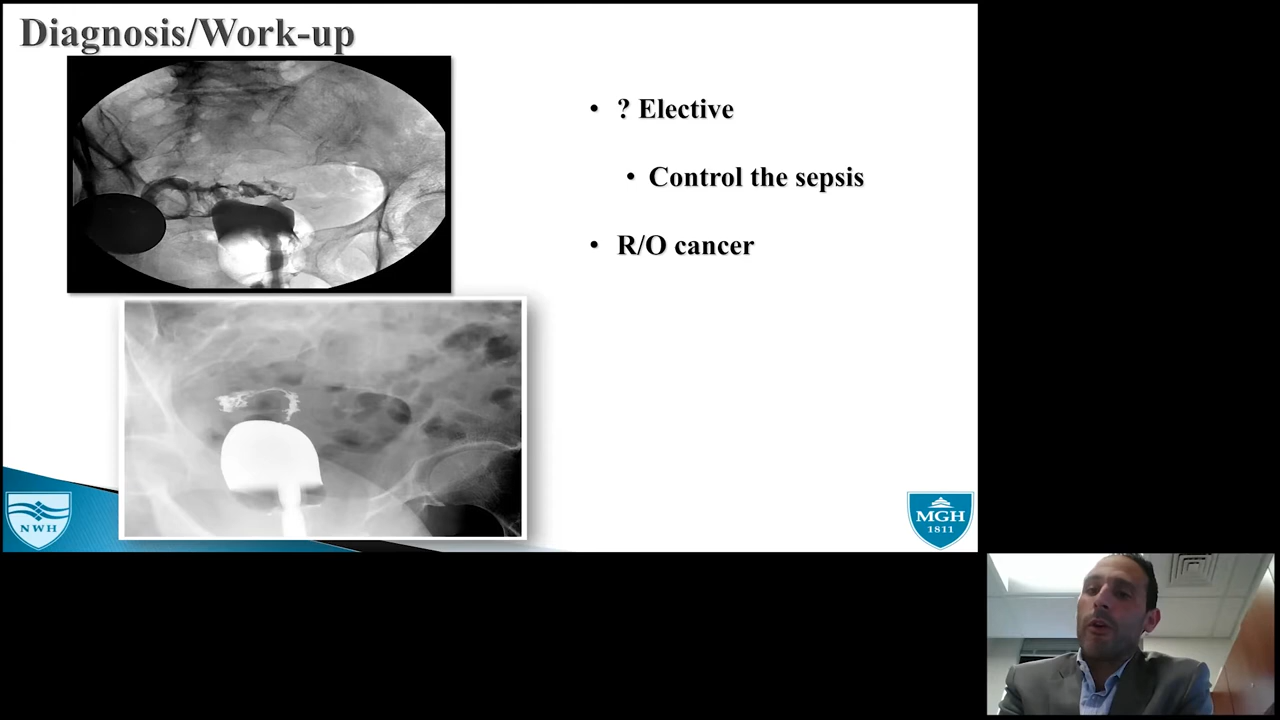 Diagnosis/Work-up
• ? Elective
• Control the sepsis
• R/O cancer
NWH
MGH
1811